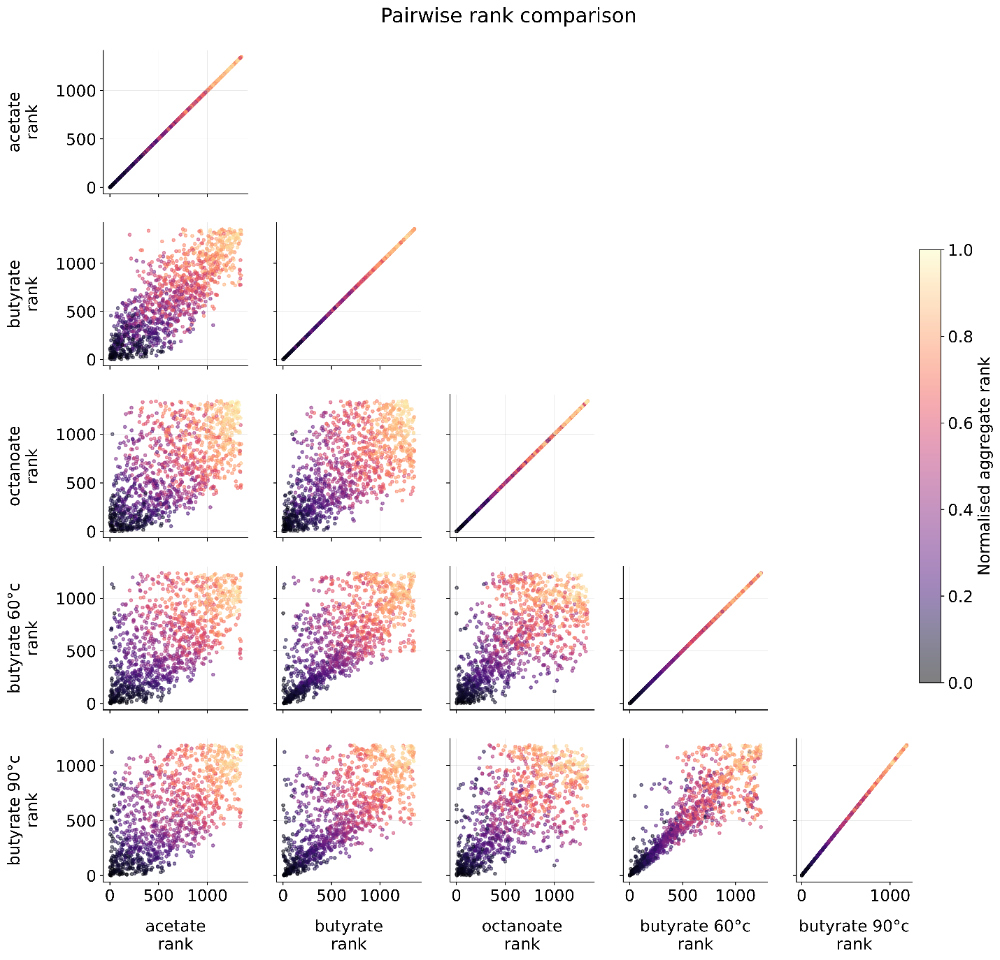 Pairwise rank comparison
acetate
rank
1000
500
0
butyrate
rank
1000
500
0
octanoate
rank
1000
500
0
butyrate 60°c
rank
1000
500
0
butyrate 90°c
rank
1000
500
0
0 500 1000
0 500 1000
0 500 1000
0 500 1000
0 1000
acetate
rank
butyrate
rank
octanoate
rank
butyrate 60°c
rank
butyrate 90°c
rank
1.0
0.8
0.6
0.4
0.2
0.0
Normalised aggregate rank